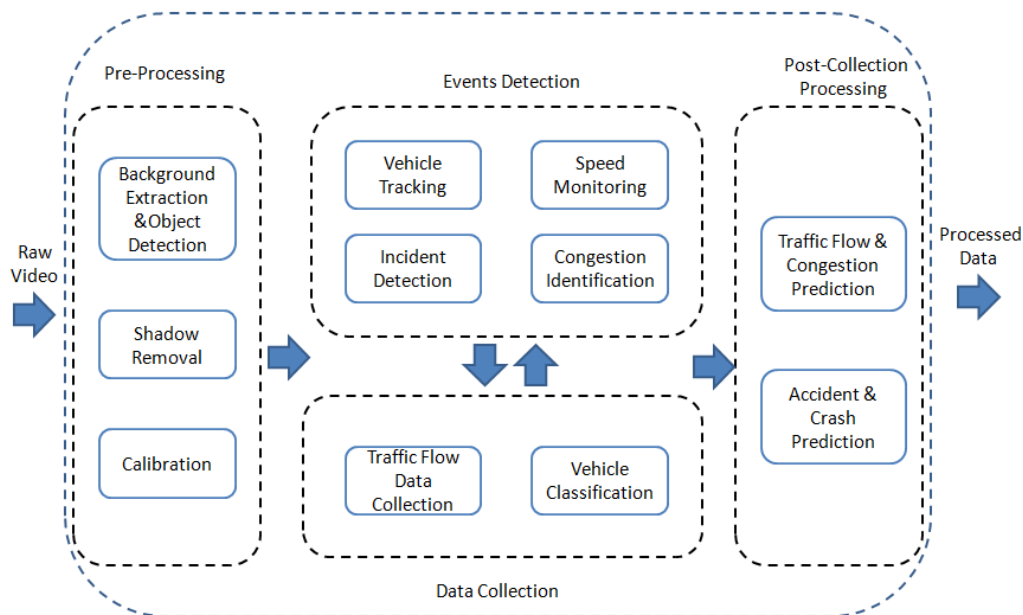 Pre-Processing
Events Detection
Post-Collection
Processing
Background
Extraction
&Object
Detection
Shadow
Removal
Calibration
Vehicle
Tracking
Speed
Monitoring
Incident
Detection
Congestion
Identification
Traffic Flow
Data
Collection
Vehicle
Classification
Data Collection
Traffic Flow &
Congestion
Prediction
Accident &
Crash
Prediction
Raw
Video
Processed
Data